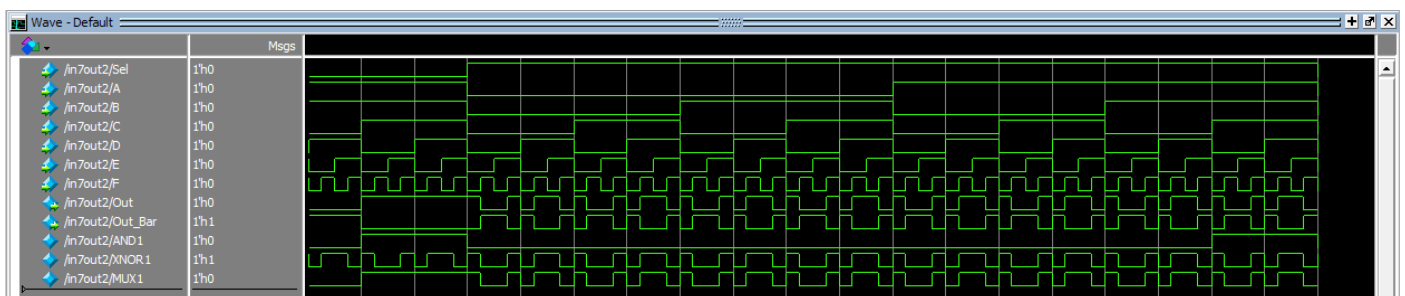 Wave - Default
Msgs
/in7out2/Sel 1'h0
/in7out2/A 1'h0
/in7out2/B 1'h0
/in7out2/C 1'h0
/in7out2/D 1'h0
/in7out2/E 1'h0
/in7out2/F 1'h0
/in7out2/Out 1'h0
/in7out2/Out_Bar 1'h1
/in7out2/AND1 1'h0
/in7out2/XNOR1 1'h1
/in7out2/MUX1 1'h0